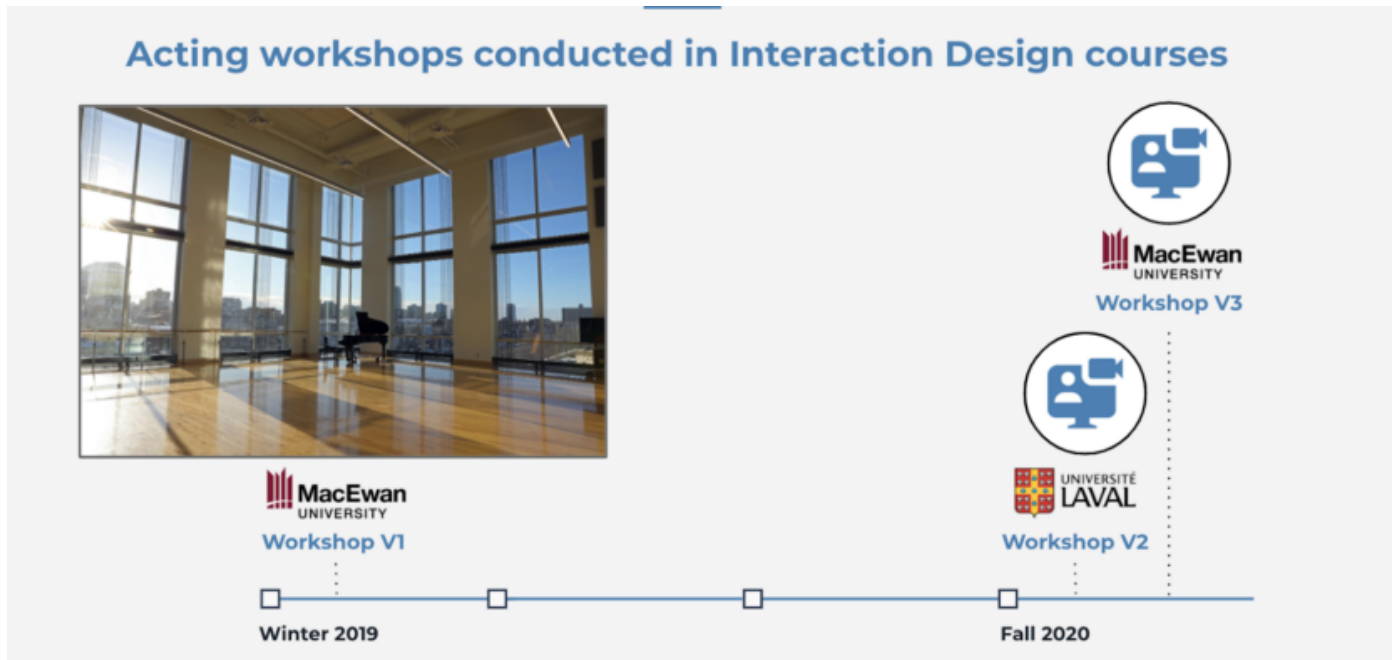 Acting workshops conducted in Interaction Design courses
MacEwan
UNIVERSITY
Workshop V3
UNIVERSITÉ
LAVAL
Workshop V2
MacEwan
UNIVERSITY
Workshop V1
Winter 2019
Fall 2020